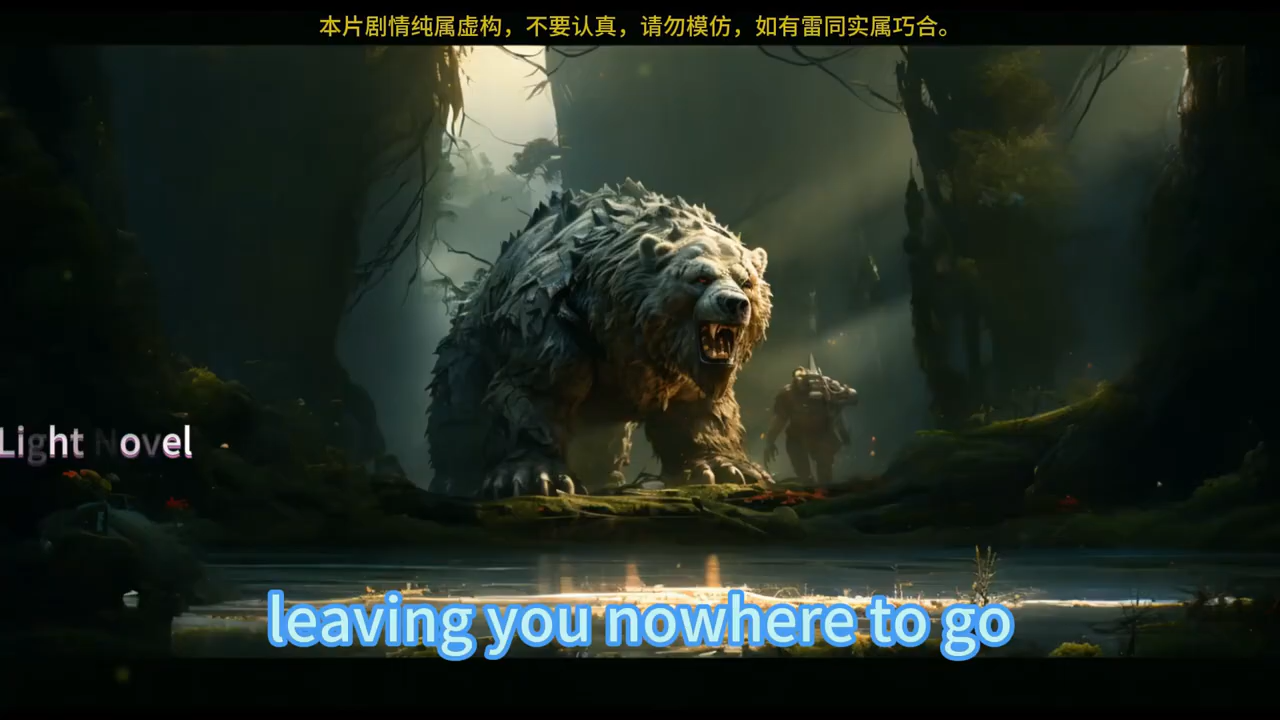 本片剧情纯属虚构，不要认真，请勿模仿，如有雷同实属巧合。
Light Novel
leaving you nowhere to go